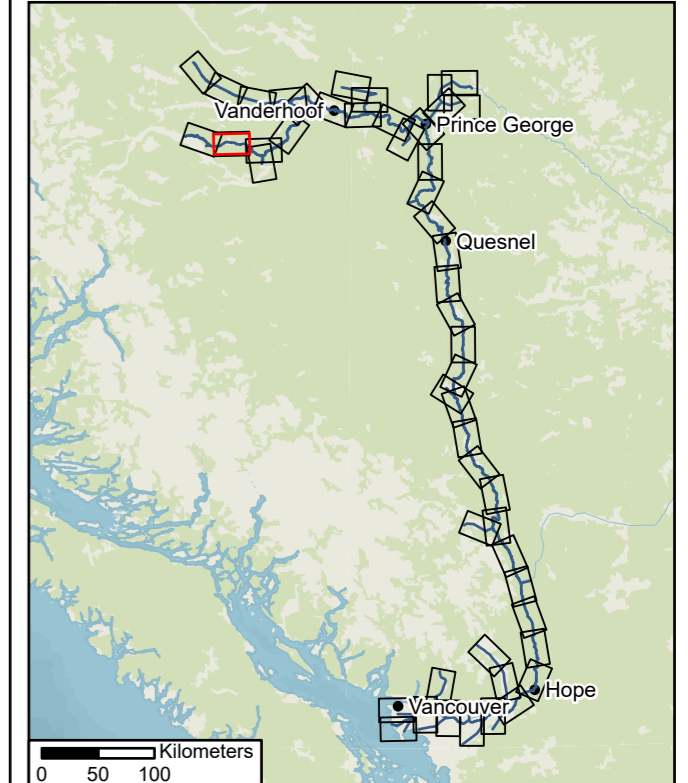 Vanderhoof
Prince George
Quesnel
Hope
Vancouver
Kilometers
0 50 100